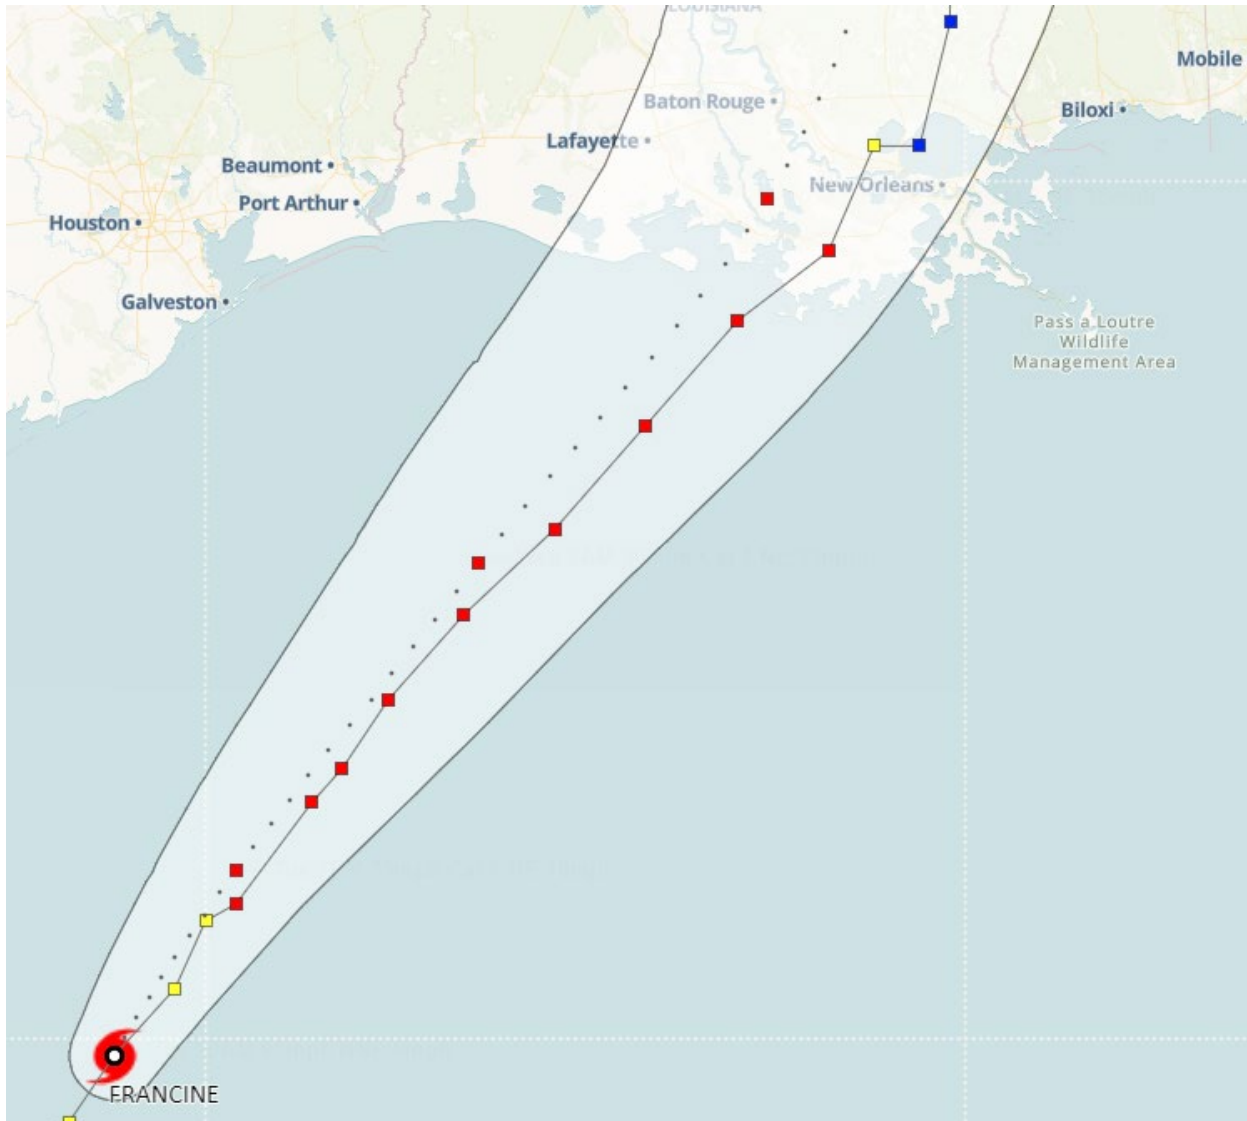 LOUISIANA
Mobile
Baton Rouge
Biloxi
Lafayette
Beaumont
New Orleans
Port Arthur
Houston
Galveston
Pass a Loutre
Wildlife
Management Area
FRANCINE